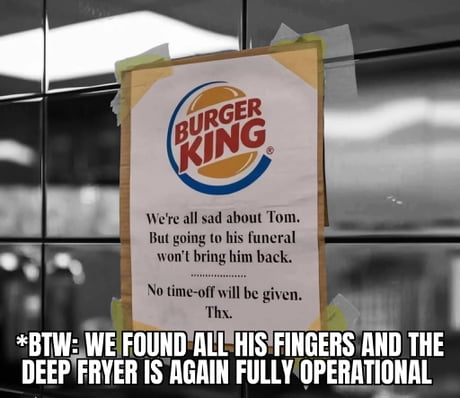 BURGER
KING
®
We're all sad about Tom.
But going to his funeral
won't bring him back.
....................
No time-off will be given.
Thx.
*BTW: WE FOUND ALL HIS FINGERS AND THE
DEEP FRYER IS AGAIN FULLY OPERATIONAL